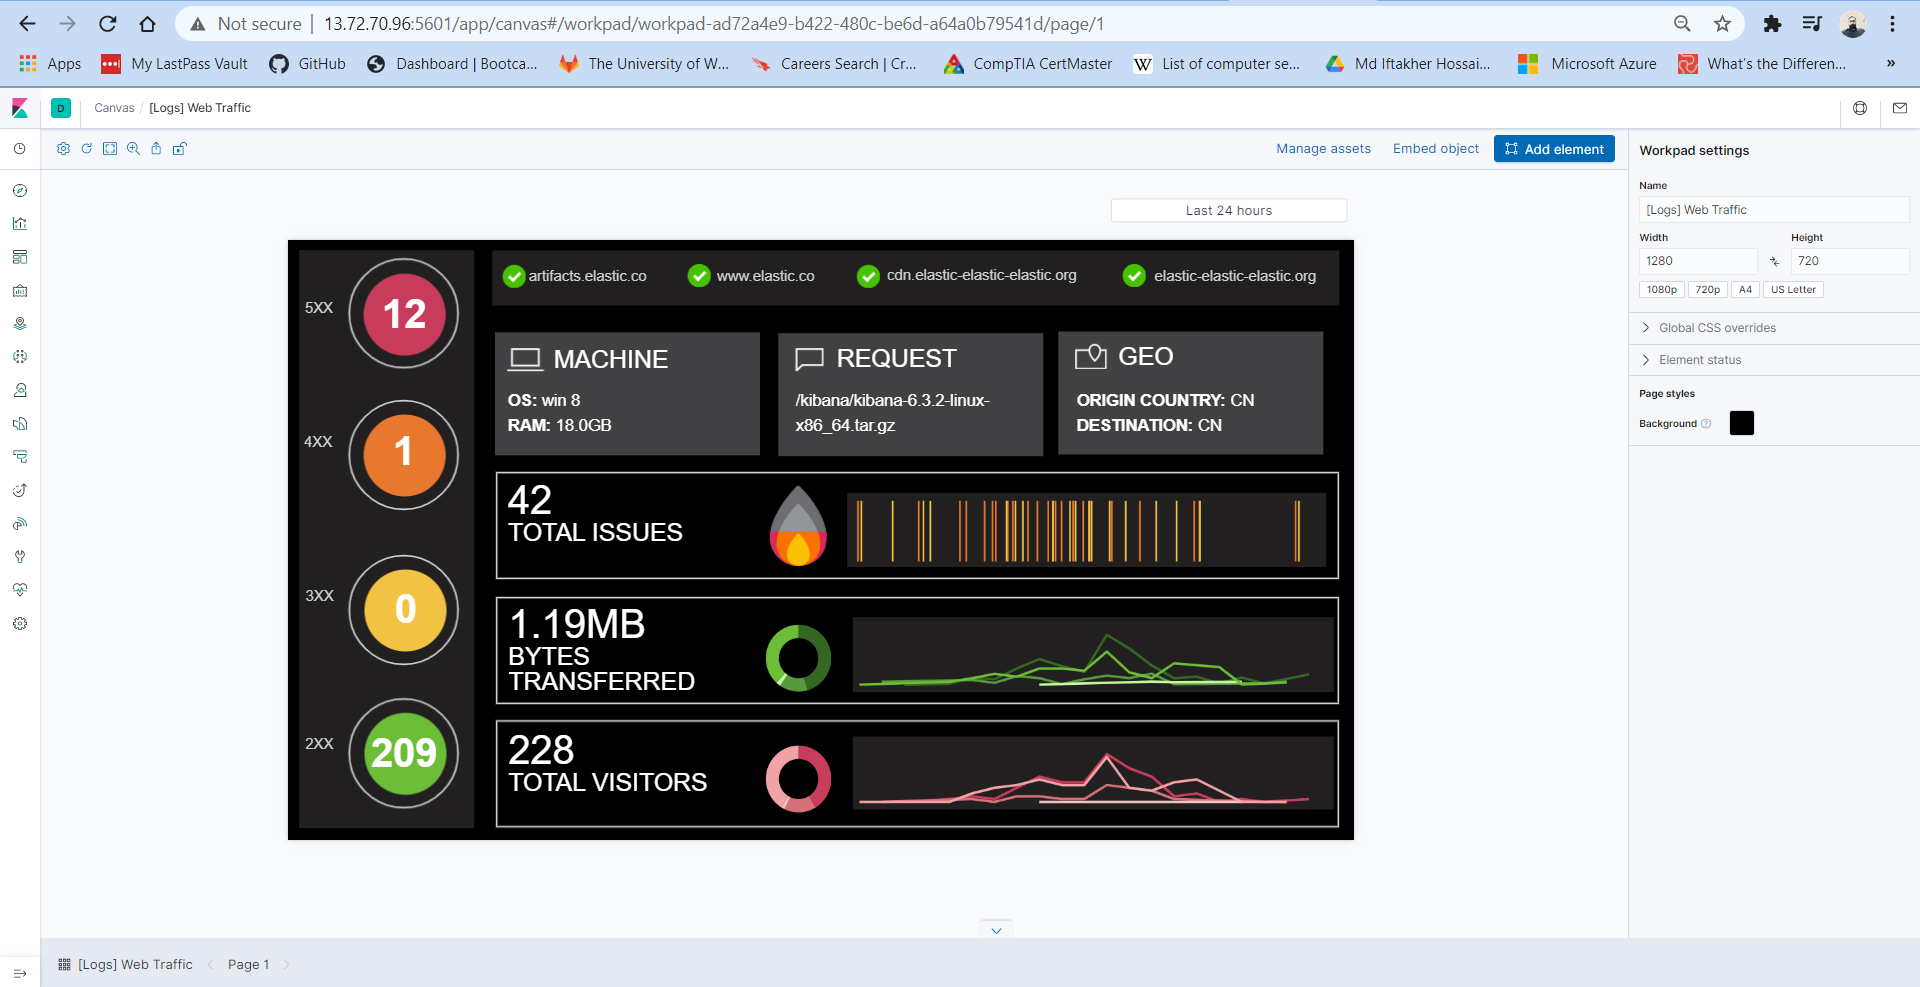 Not secure | 13.72.70.96:5601/app/canvas#/workpad/workpad-ad72a4e9-b422-480c-be6d-a64a0b79541d/page/1
Apps My LastPass Vault GitHub Dashboard | Bootca... The University of W... Careers Search | Cr... CompTIA CertMaster W List of computer se... Md Iftakher Hossai... Microsoft Azure What's the Differen... »
D Canvas / [Logs] Web Traffic
Manage assets Embed object Add element
Last 24 hours
5XX 12
4XX 1
3XX 0
2XX 209
artifacts.elastic.co www.elastic.co cdn.elastic-elastic-elastic.org elastic-elastic-elastic.org
MACHINE
OS: win 8
RAM: 18.0GB
REQUEST
/kibana/kibana-6.3.2-linux-
x86_64.tar.gz
GEO
ORIGIN COUNTRY: CN
DESTINATION: CN
42
TOTAL ISSUES
1.19MB
BYTES
TRANSFERRED
228
TOTAL VISITORS
Workpad settings
Name
[Logs] Web Traffic
Width Height
1280 720
1080p 720p A4 US Letter
Global CSS overrides
Element status
Page styles
Background
[Logs] Web Traffic Page 1